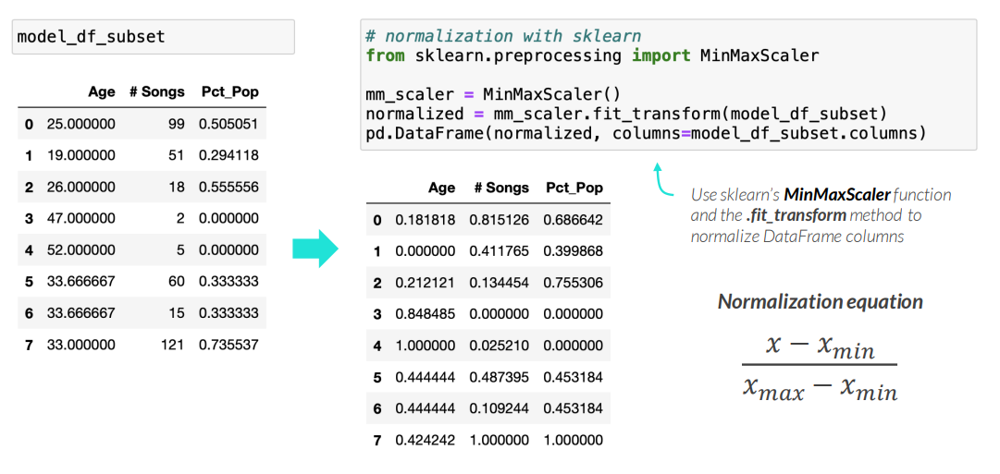 model_df_subset
Age # Songs Pct_Pop
0 25.000000 99 0.505051
1 19.000000 51 0.294118
2 26.000000 18 0.555556
3 47.000000 2 0.000000
4 52.000000 5 0.000000
5 33.666667 60 0.333333
6 33.666667 15 0.333333
7 33.000000 121 0.735537
# normalization with sklearn
from sklearn.preprocessing import MinMaxScaler
mm_scaler = MinMaxScaler()
normalized = mm_scaler.fit_transform(model_df_subset)
pd.DataFrame(normalized, columns=model_df_subset.columns)
Age # Songs Pct_Pop
0 0.181818 0.815126 0.686642
1 0.000000 0.411765 0.399868
2 0.212121 0.134454 0.755306
3 0.848485 0.000000 0.000000
4 1.000000 0.025210 0.000000
5 0.444444 0.487395 0.453184
6 0.444444 0.109244 0.453184
7 0.424242 1.000000 1.000000
Use sklearn's MinMaxScaler function
and the .fit_transform method to
normalize DataFrame columns
Normalization equation
x − xmin
xmax − xmin